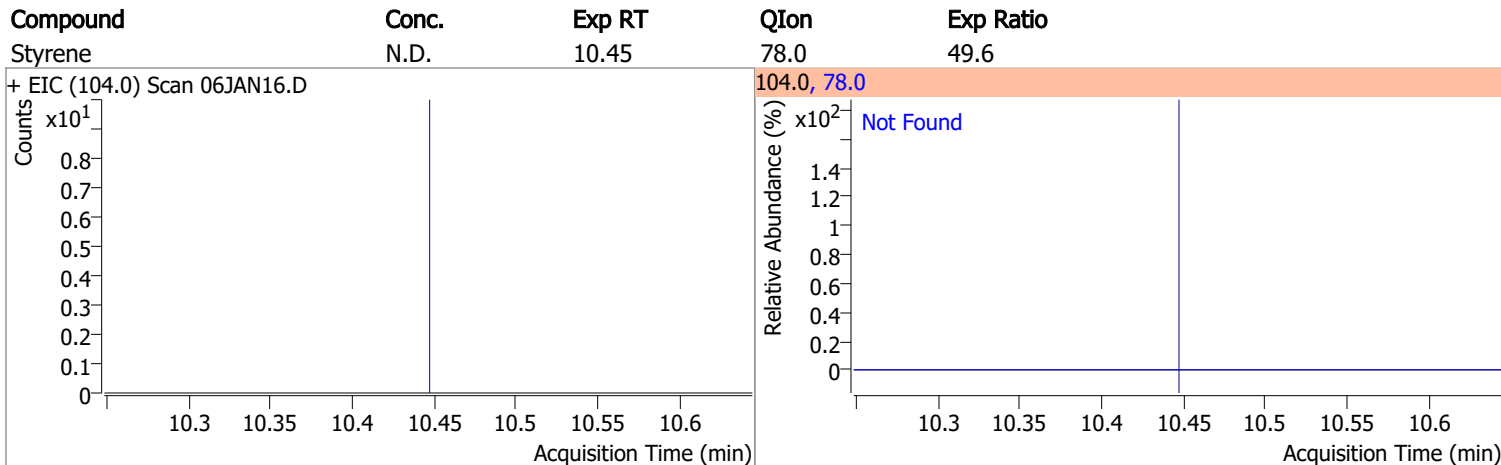 Compound Conc. Exp RT QIon Exp Ratio
Styrene N.D. 10.45 78.0 49.6
+ EIC (104.0) Scan 06JAN16.D
Counts
x10¹
0.8
0.7
0.6
0.5
0.4
0.3
0.2
0.1
0
10.3 10.35 10.4 10.45 10.5 10.55 10.6
Acquisition Time (min)
104.0, 78.0
Relative Abundance (%)
x10²
Not Found
1.4
1.2
1
0.8
0.6
0.4
0.2
0
10.3 10.35 10.4 10.45 10.5 10.55 10.6
Acquisition Time (min)